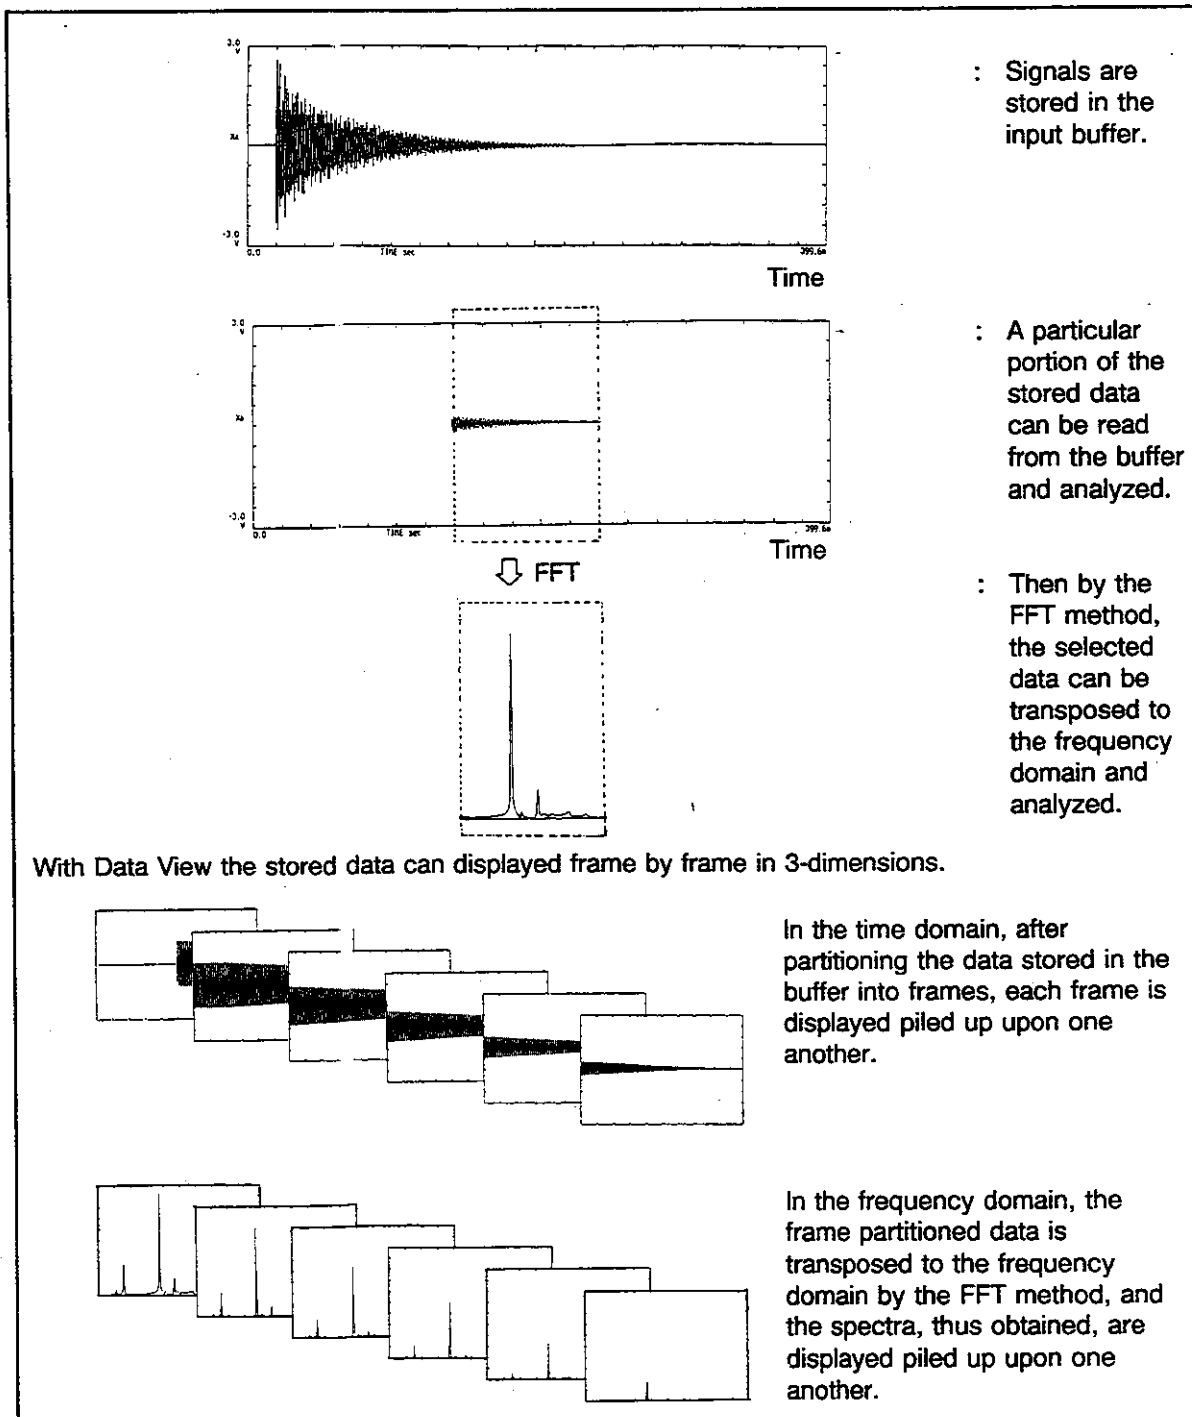 3.0
V
: Signals are
stored in the
input buffer.
-3.0
V
0.0
TIME sec
399.6m
Time
3.0
V
: A particular
portion of the
stored data
can be read
from the buffer
and analyzed.
-3.0
V
0.0
TIME sec
399.6m
Time
FFT
: Then by the
FFT method,
the selected
data can be
transposed to
the frequency
domain and
analyzed.
With Data View the stored data can displayed frame by frame in 3-dimensions.
In the time domain, after
partitioning the data stored in the
buffer into frames, each frame is
displayed piled up upon one
another.
In the frequency domain, the
frame partitioned data is
transposed to the frequency
domain by the FFT method, and
the spectra, thus obtained, are
displayed piled up upon one
another.